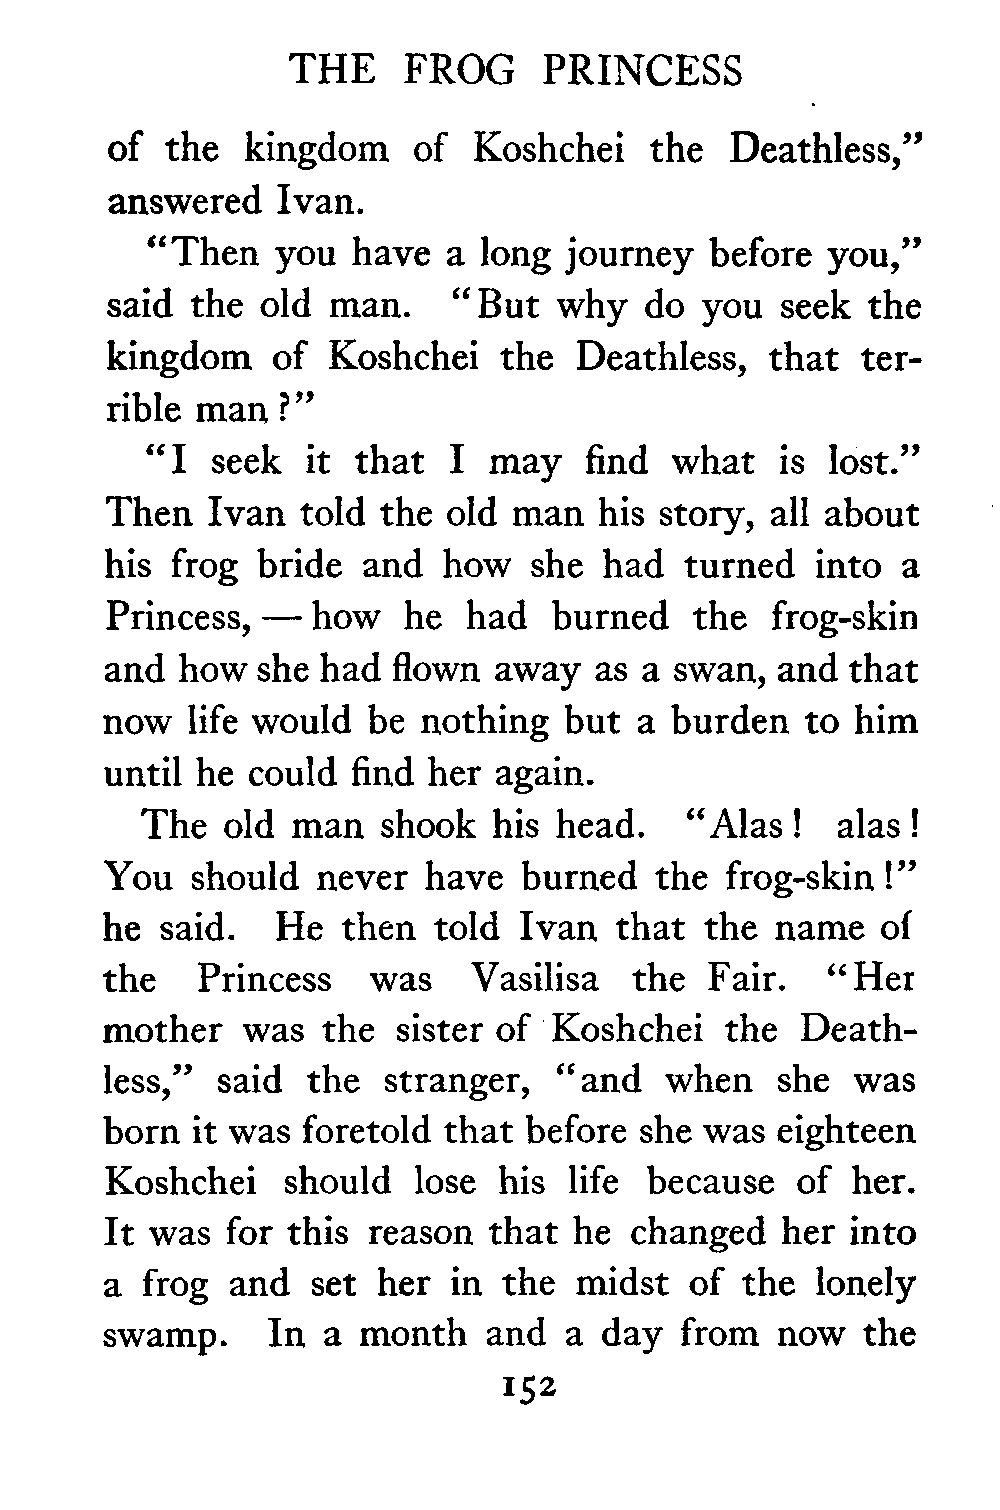 THE FROG PRINCESS
of the kingdom of Koshchei the Deathless,”
answered Ivan.
“Then you have a long journey before you,”
said the old man. “But why do you seek the
kingdom of Koshchei the Deathless, that ter-
rible man?”
“I seek it that I may find what is lost.”
Then Ivan told the old man his story, all about
his frog bride and how she had turned into a
Princess, — how he had burned the frog-skin
and how she had flown away as a swan, and that
now life would be nothing but a burden to him
until he could find her again.
The old man shook his head. “Alas! alas!
You should never have burned the frog-skin!”
he said. He then told Ivan that the name of
the Princess was Vasilisa the Fair. “Her
mother was the sister of Koshchei the Death-
less,” said the stranger, “and when she was
born it was foretold that before she was eighteen
Koshchei should lose his life because of her.
It was for this reason that he changed her into
a frog and set her in the midst of the lonely
swamp. In a month and a day from now the
152